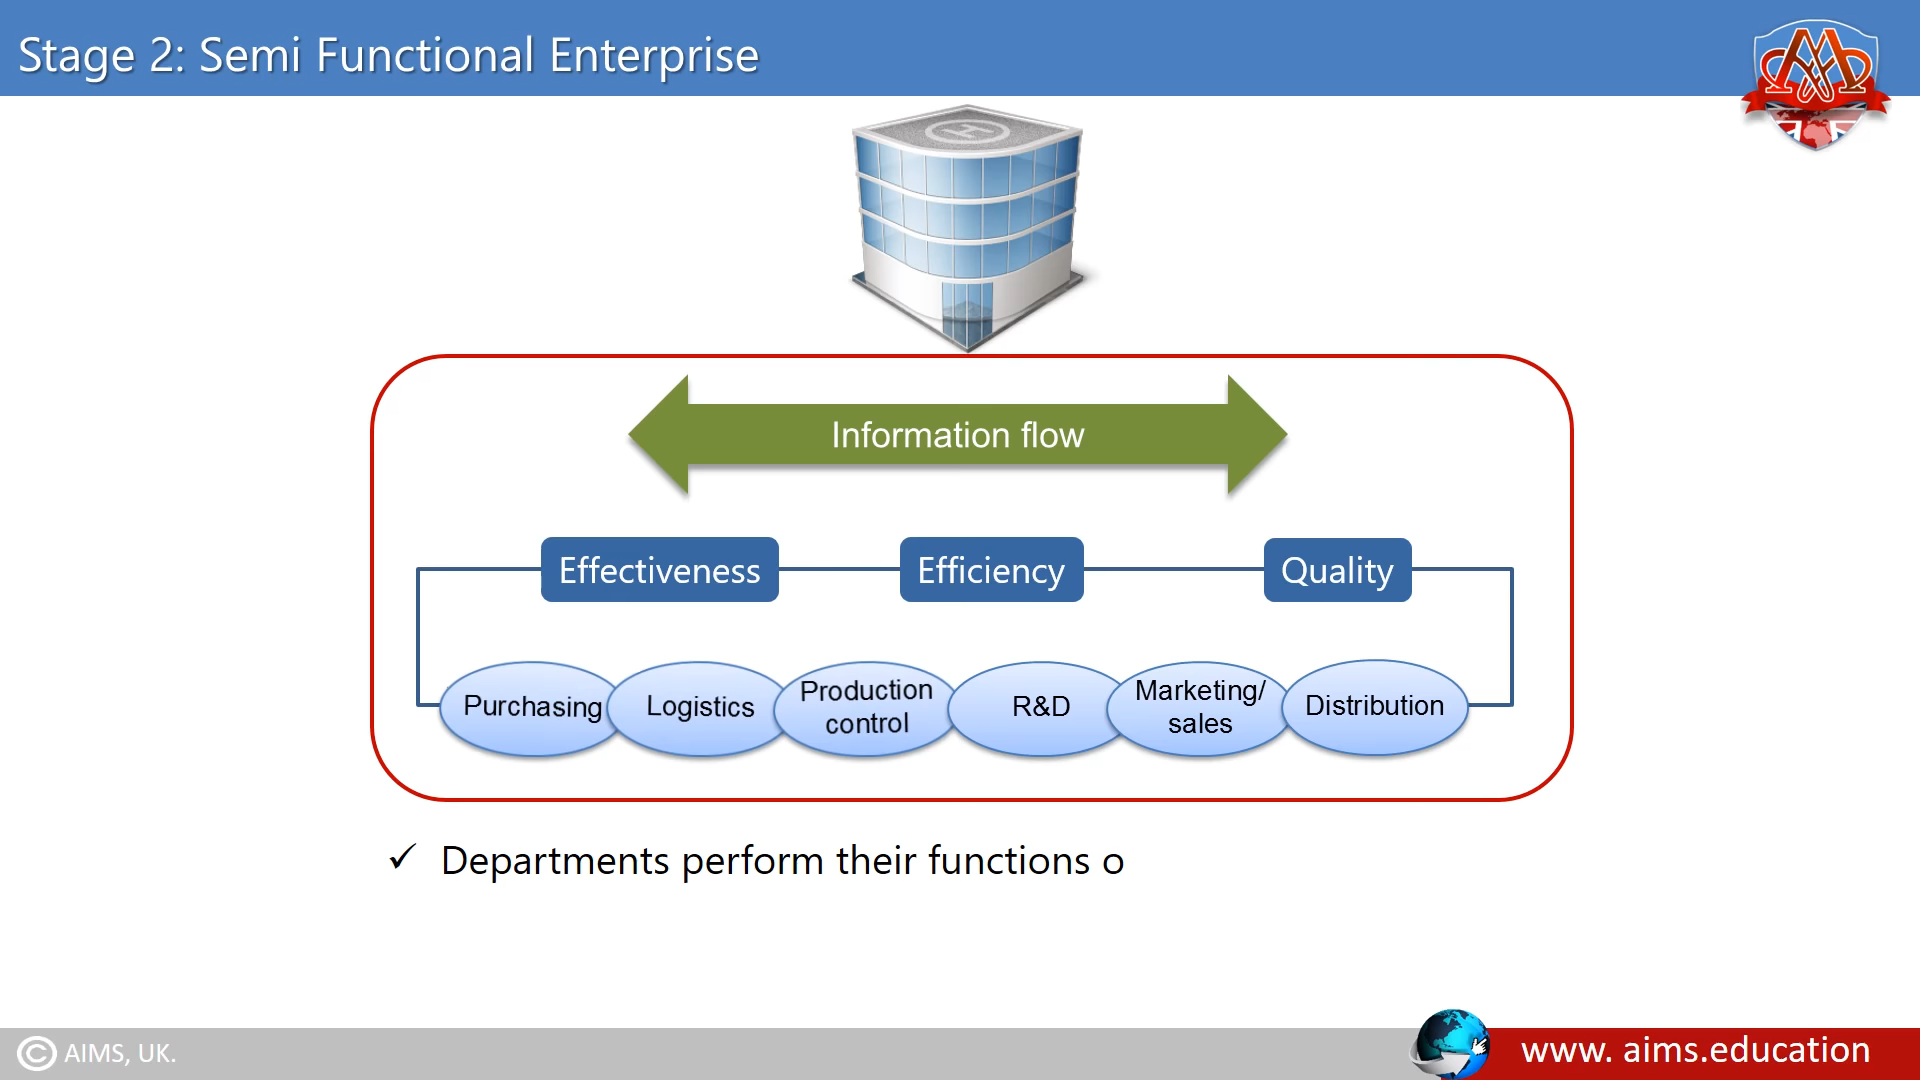 Stage 2: Semi Functional Enterprise
H
Information flow
Effectiveness
Efficiency
Quality
Purchasing
Logistics
Production
control
R&D
Marketing/
sales
Distribution
✓ Departments perform their functions o
© AIMS, UK.
www. aims.education